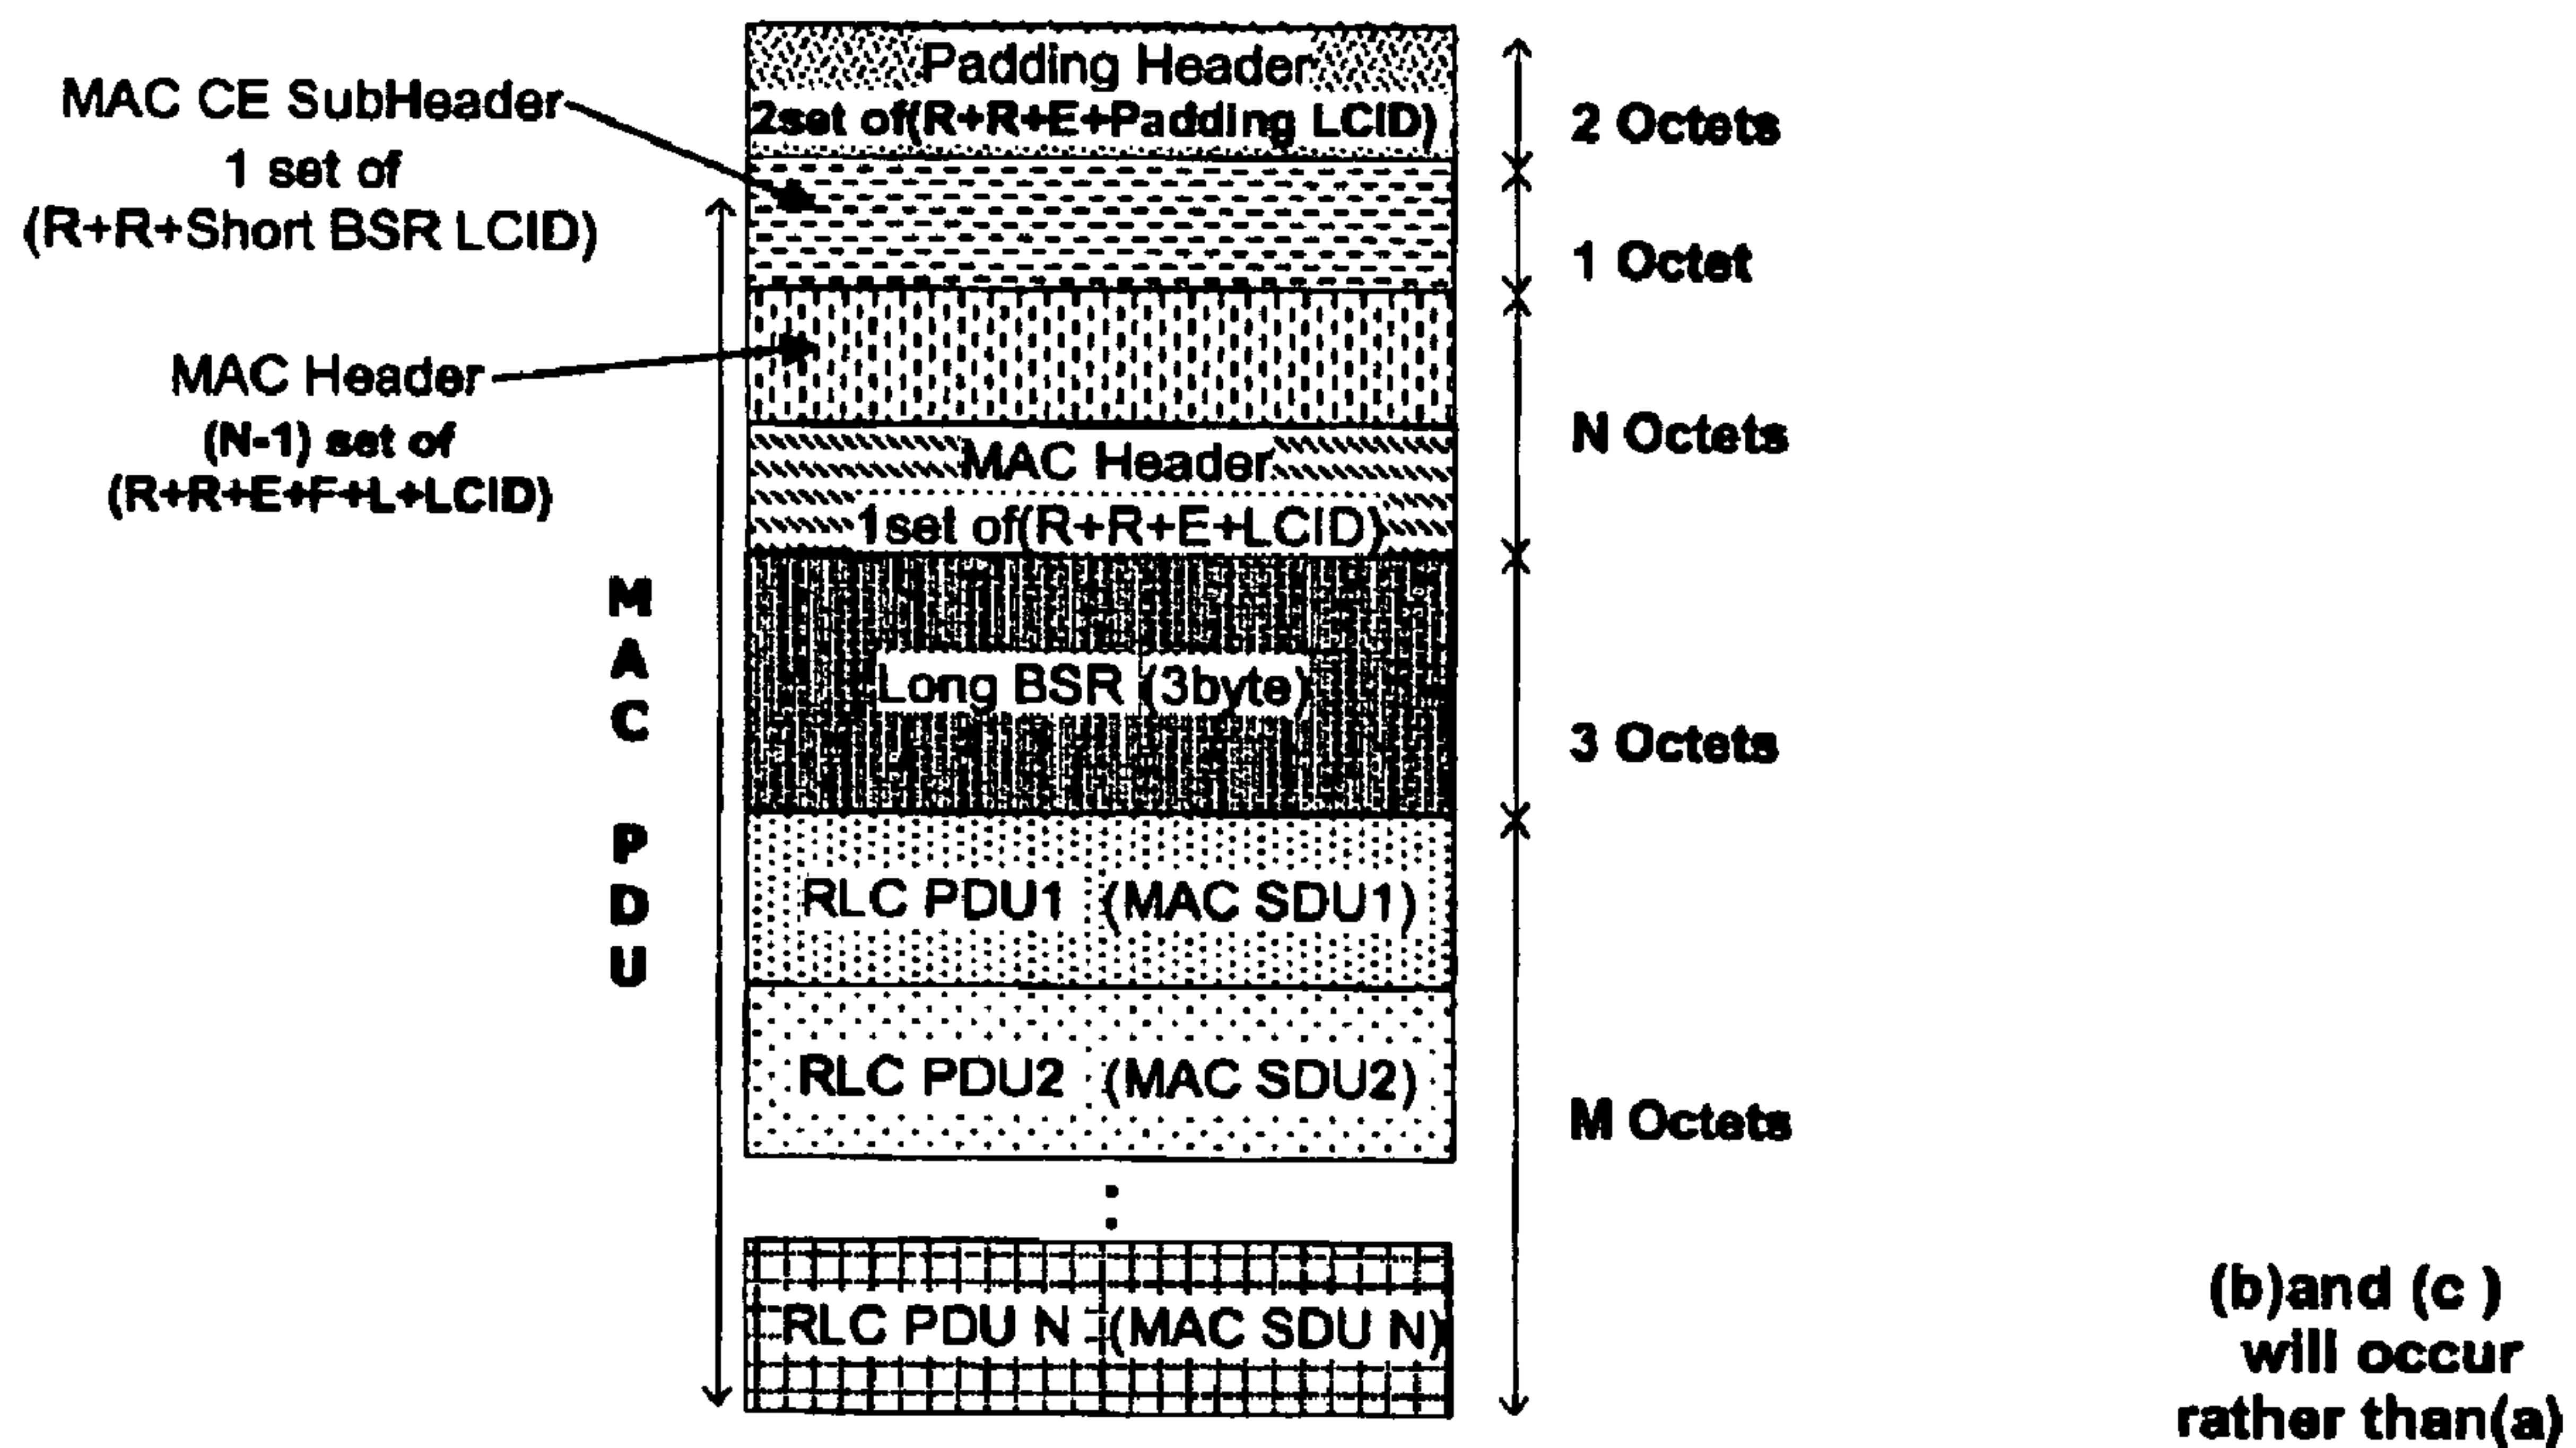 Padding Header
2set of(R+R+E+Padding LCID)
MAC CE SubHeader
1 set of
(R+R+Short BSR LCID)
MAC Header
(N-1) set of
(R+R+E+F+L+LCID)
MAC Header
1set of(R+R+E+LCID)
Long BSR (3byte)
RLC PDU1 (MAC SDU1)
RLC PDU2 (MAC SDU2)
:
RLC PDU N (MAC SDU N)
M
A
C
P
D
U
2 Octets
1 Octet
N Octets
3 Octets
M Octets
(b)and (c )
will occur
rather than(a)